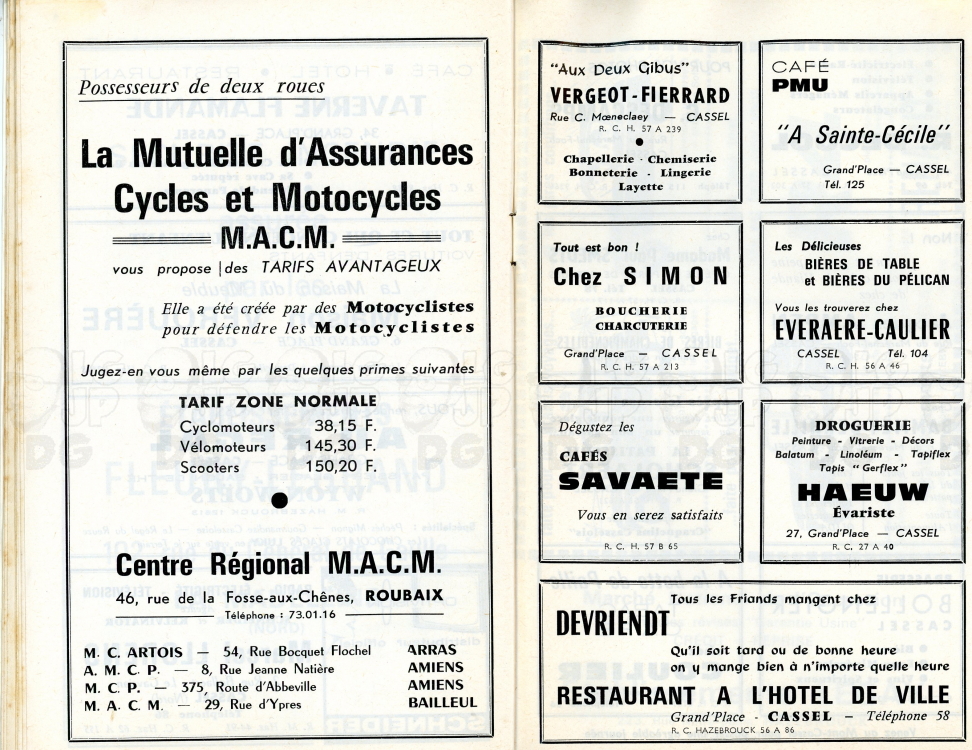 Possesseurs de deux roues
La Mutuelle d'Assurances
Cycles et Motocycles
M.A.C.M.
vous propose des TARIFS AVANTAGEUX
Elle a été créée par des Motocyclistes
pour défendre les Motocyclistes
Jugez-en vous même par les quelques primes suivantes
TARIF ZONE NORMALE
Cyclomoteurs 38,15 F.
Vélomoteurs 145,30 F.
Scooters 150,20 F.
Centre Régional M.A.C.M.
46, rue de la Fosse-aux-Chênes, ROUBAIX
Téléphone : 73.01.16
M. C. ARTOIS — 54, Rue Bocquet Flochel ARRAS
A. M. C. P. — 8, Rue Jeanne Natière AMIENS
M. C. P. — 375, Route d'Abbeville AMIENS
M. A. C. M. — 29, Rue d'Ypres BAILLEUL
"Aux Deux Gibus"
VERGEOT-FIERRARD
Rue C. Mœneclaey — CASSEL
R. C. H. 57 A 239
Chapellerie - Chemiserie
Bonneterie - Lingerie
Layette
CAFÉ
PMU
"A Sainte-Cécile"
Grand'Place — CASSEL
Tél. 125
Tout est bon !
Chez SIMON
BOUCHERIE
CHARCUTERIE
Grand'Place — CASSEL
R. C. H. 57 A 213
Les Délicieuses
BIÈRES DE TABLE
et BIÈRES DU PÉLICAN
Vous les trouverez chez
EVERAERE-CAULIER
CASSEL Tél. 104
R. C. H. 56 A 46
Dégustez les
CAFÉS
SAVAETE
Vous en serez satisfaits
R. C. H. 57 B 65
DROGUERIE
Peinture - Vitrerie - Décors
Balatum - Linoléum - Tapiflex
Tapis "Gerflex"
HAEUW
Évariste
27, Grand'Place — CASSEL
R. C. 27 A 40
Tous les Friands mangent chez
DEVRIENDT
Qu'il soit tard ou de bonne heure
on y mange bien à n'importe quelle heure
RESTAURANT A L'HOTEL DE VILLE
Grand'Place - CASSEL — Téléphone 58
R. C. HAZEBROUCK 56 A 86